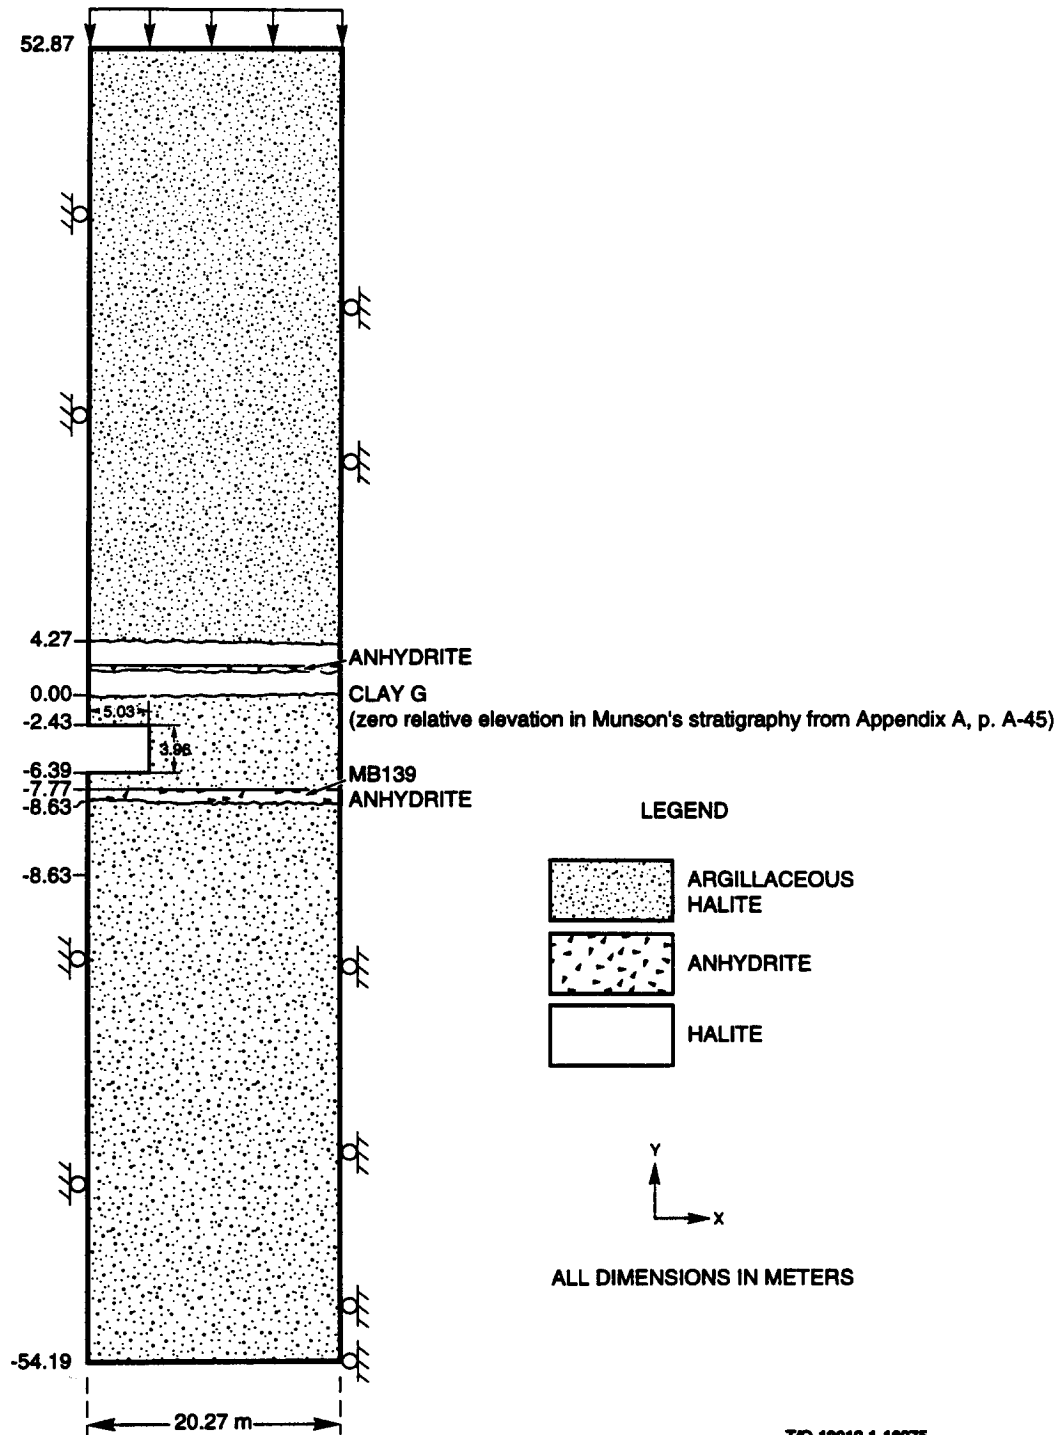 52.87
4.27
ANHYDRITE
0.00
CLAY G
5.03
-2.43
(zero relative elevation in Munson's stratigraphy from Appendix A, p. A-45)
3.96
-6.39
MB139
-7.77
ANHYDRITE
-8.63
LEGEND
-8.63
ARGILLACEOUS
HALITE
ANHYDRITE
HALITE
Y
X
ALL DIMENSIONS IN METERS
-54.19
20.27 m